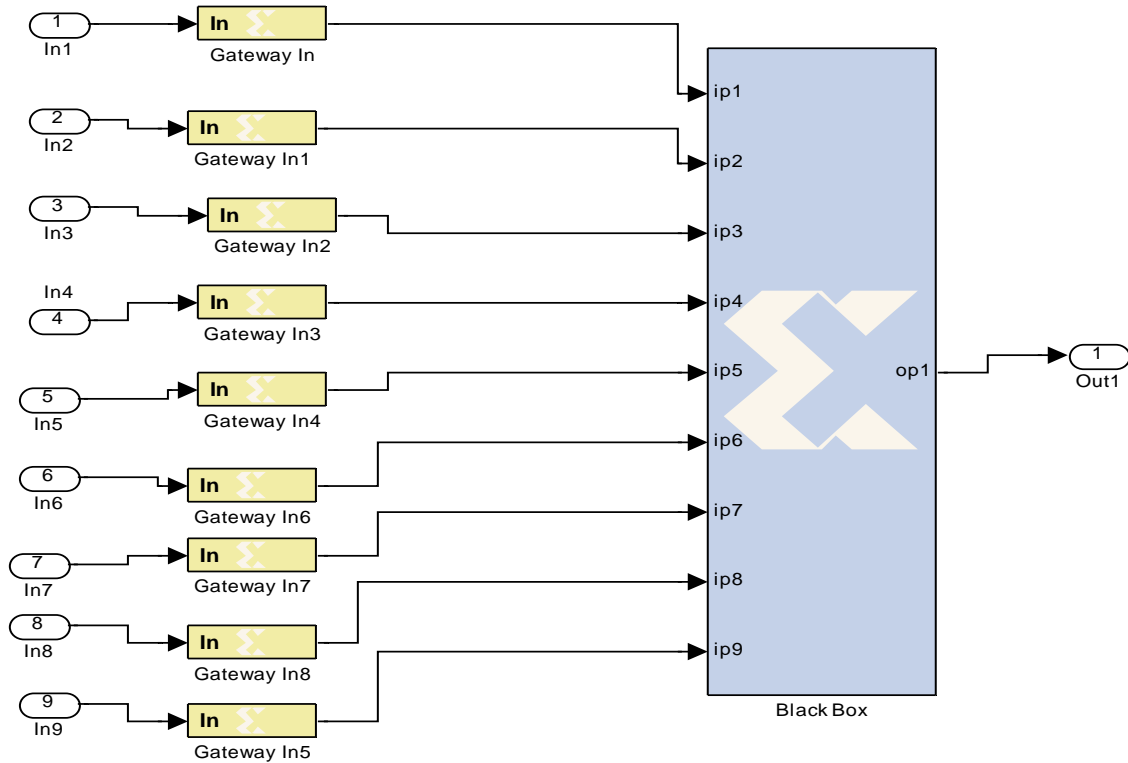 1
In1
In
Gateway In
ip1
2
In2
In
Gateway In1
ip2
3
In3
In
Gateway In2
ip3
In4
4
In
Gateway In3
ip4
5
In5
In
Gateway In4
ip5
op1
1
Out1
6
In6
In
Gateway In6
ip6
7
In7
In
Gateway In7
ip7
8
In8
In
Gateway In8
ip8
9
In9
In
Gateway In5
ip9
Black Box